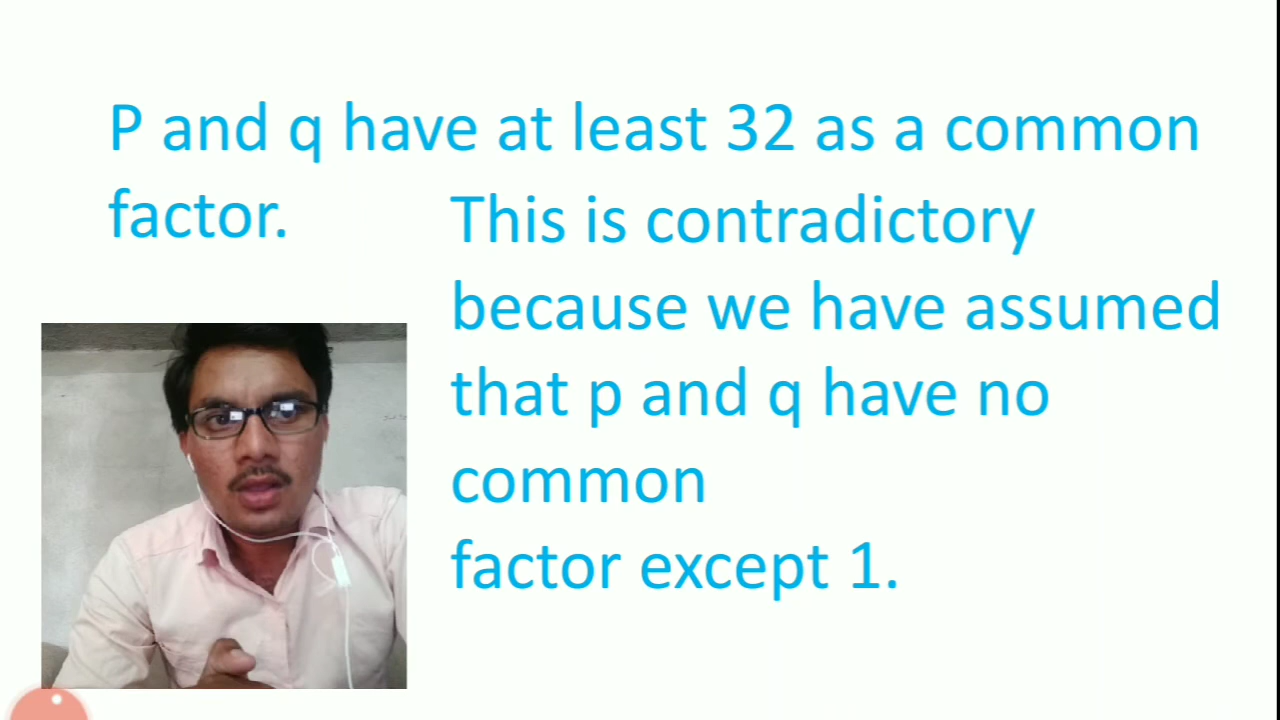 P and q have at least 32 as a common
factor.
This is contradictory
because we have assumed
that p and q have no
common
factor except 1.